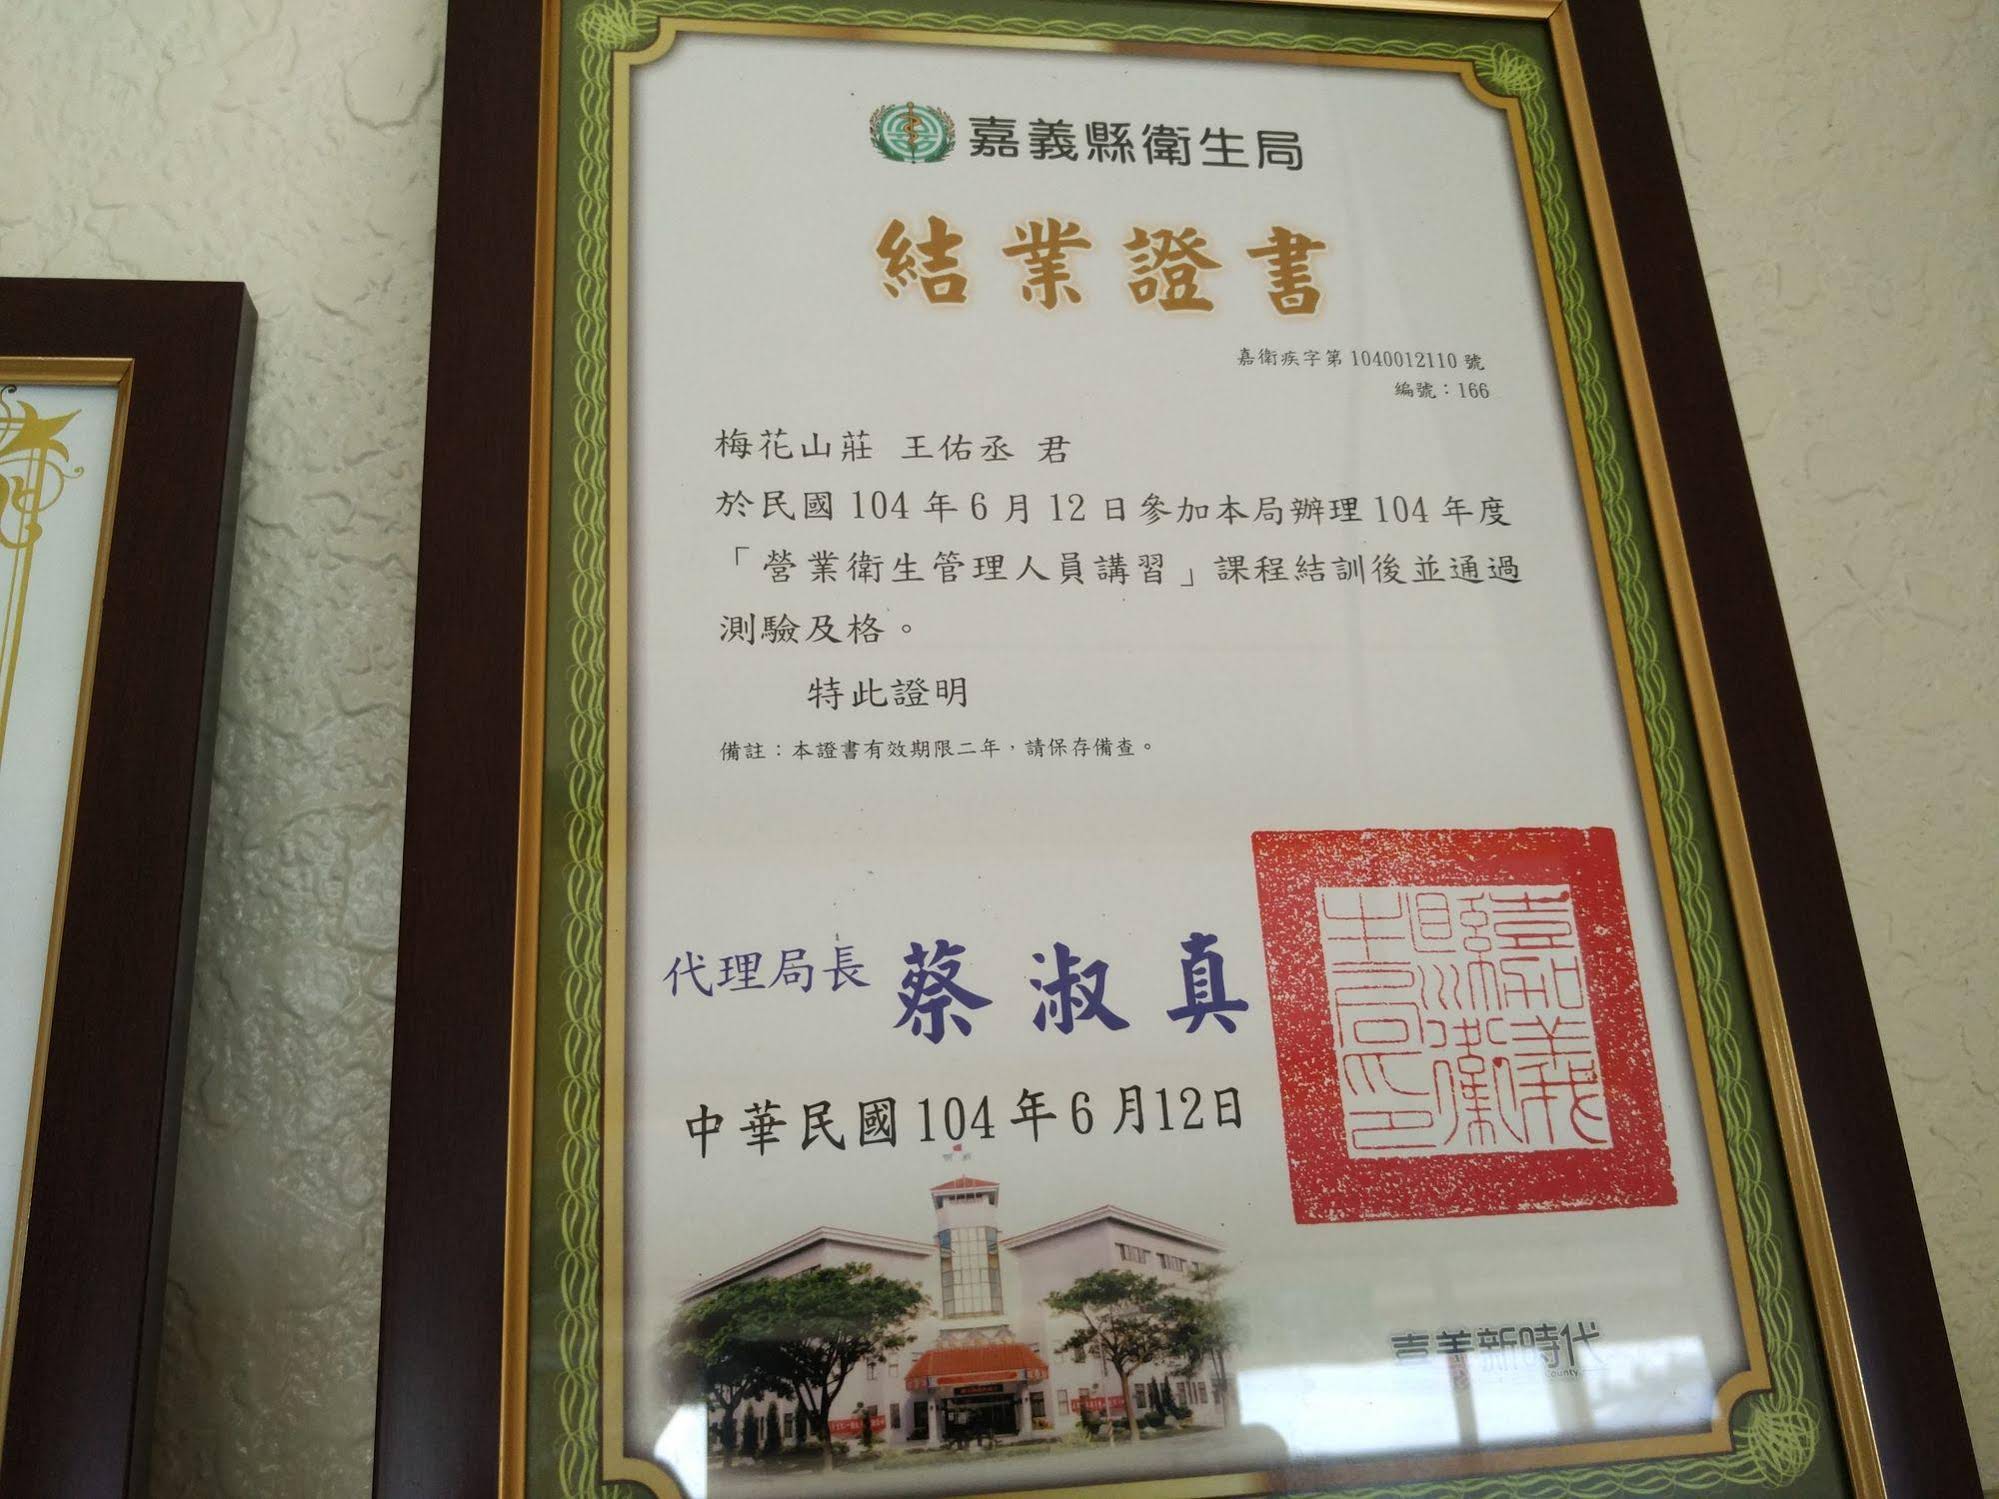 嘉義縣衛生局
結業證書
嘉衛疾字第1040012110號
編號：166
梅花山莊 王佑丞 君
於民國104年6月12日參加本局辦理104年度
「營業衛生管理人員講習」課程結訓後並通過
測驗及格。
特此證明
備註：本證書有效期限二年，請保存備查。
代理局長 蔡淑真
嘉義縣衛生局印
中華民國104年6月12日
嘉義新時代
County